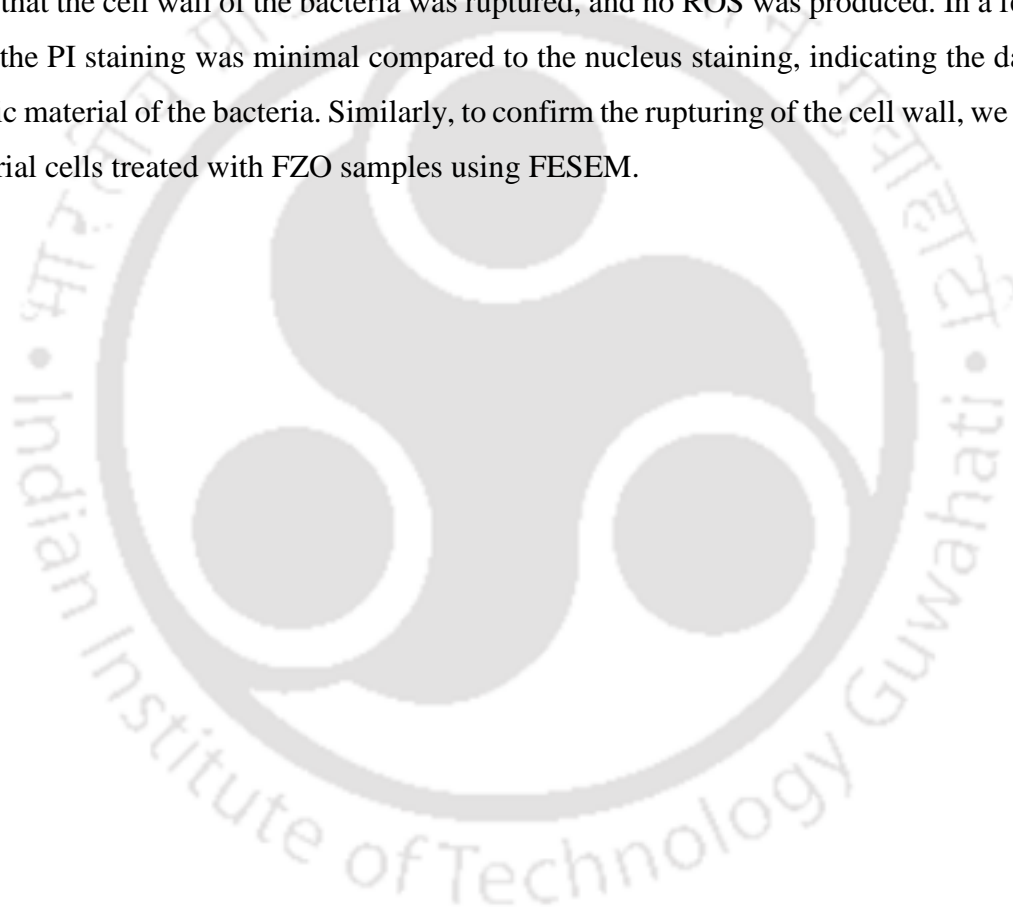 that the cell wall of the bacteria was ruptured, and no ROS was produced. In a
the PI staining was minimal compared to the nucleus staining, indicating the
material of the bacteria. Similarly, to confirm the rupturing of the cell wall, we
cells treated with FZO samples using FESEM.
Indian Institute of Technology Guwahati